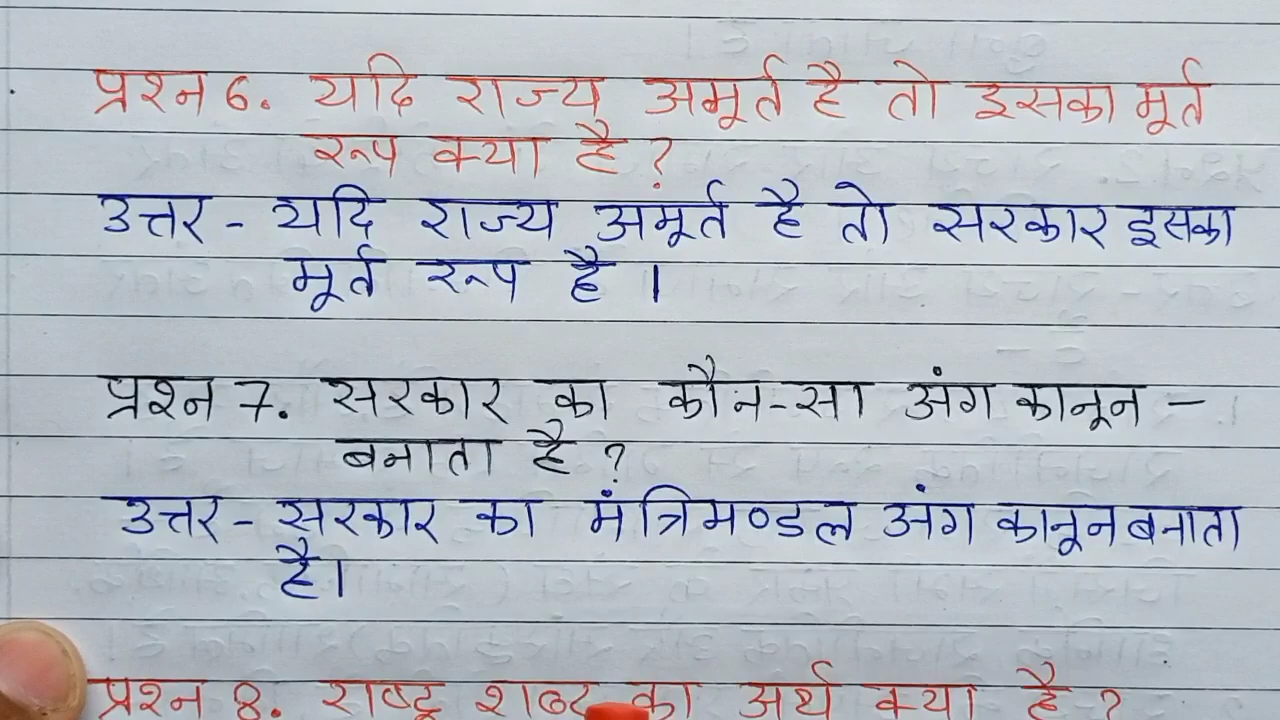 प्रश्न 6. यदि राज्य अमूर्त है तो इसका मूर्त
रूप क्या है?
उत्तर - यदि राज्य अमूर्त है तो सरकार इसका
मूर्त रूप है ।
प्रश्न 7. सरकार का कौन-सा अंग कानून -
बनाता है ?
उत्तर - सरकार का मंत्रिमण्डल अंग कानून बनाता
है।
प्रश्न 8. राष्ट्र शब्द का अर्थ क्या है ?